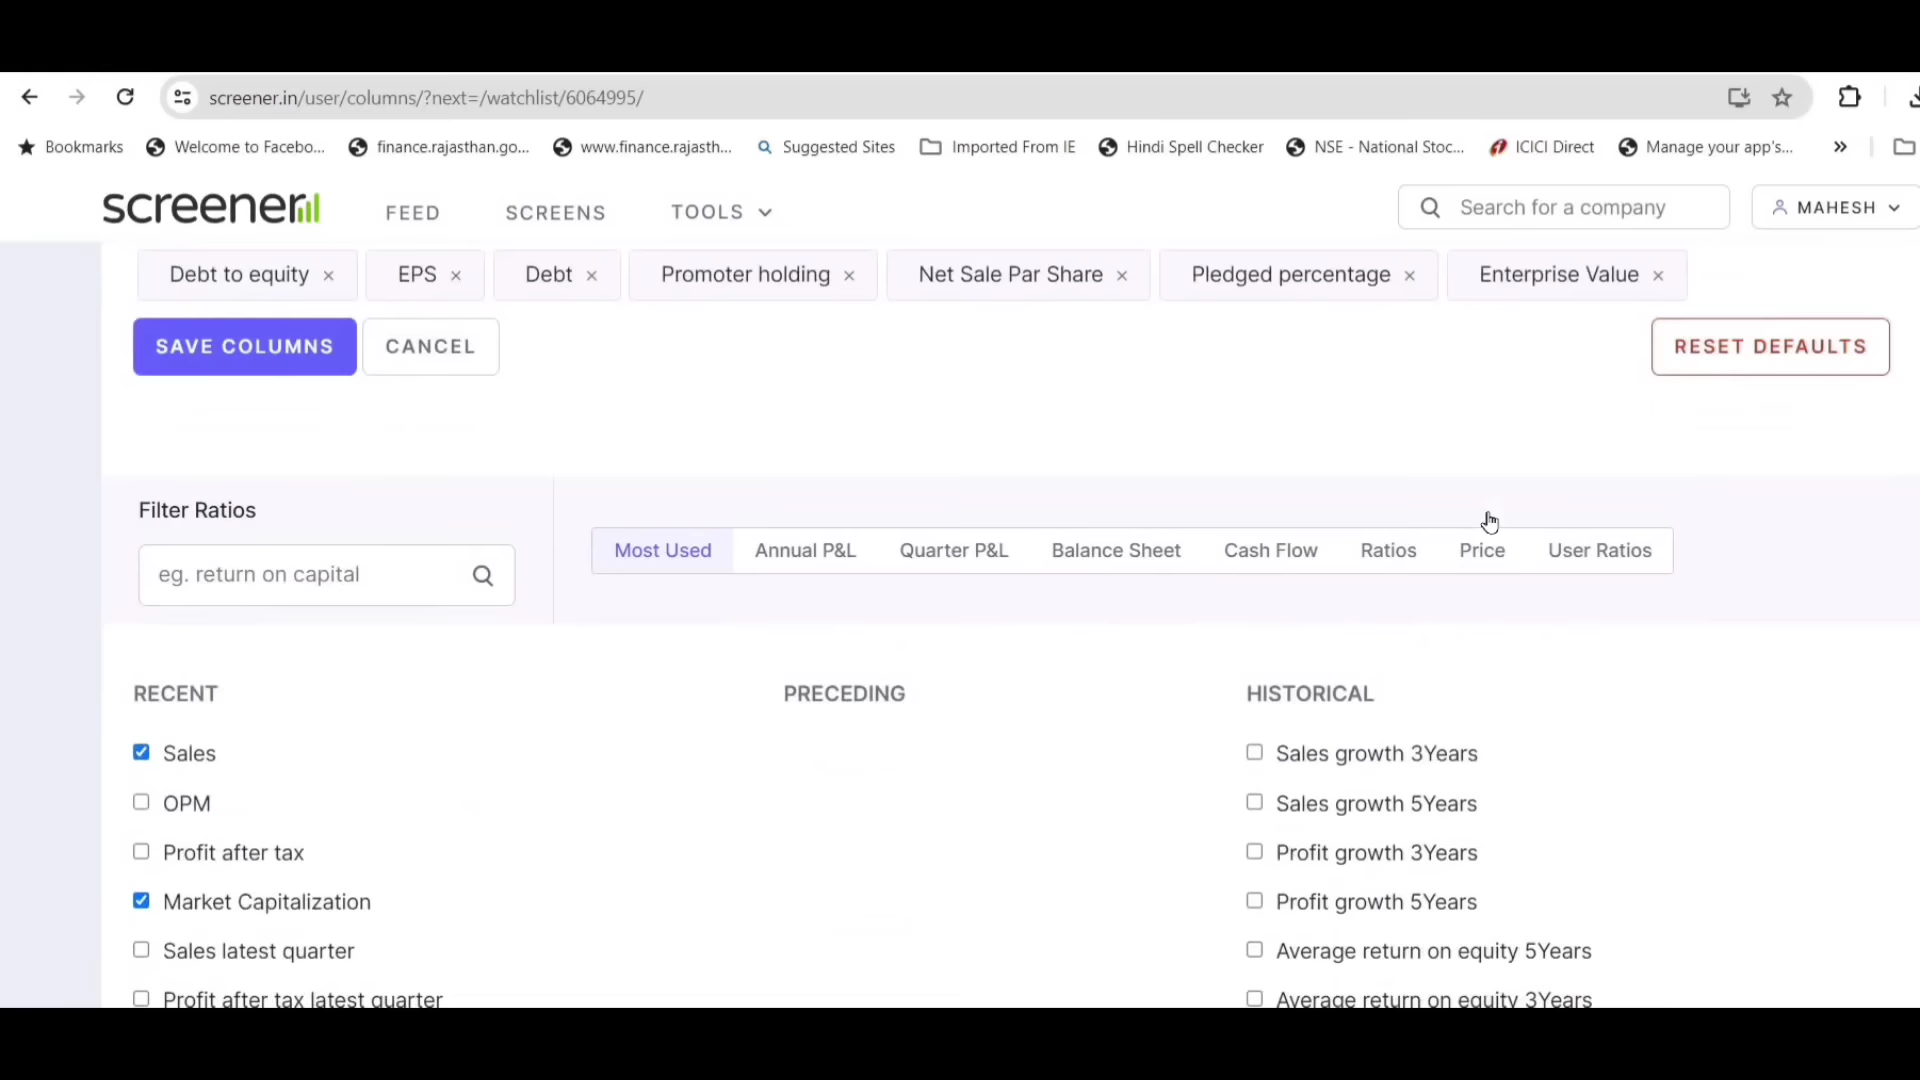 screener.in/user/columns/?next=/watchlist/6064995/
Bookmarks Welcome to Facebo... finance.rajasthan.go... www.finance.rajasth... Suggested Sites Imported From IE Hindi Spell Checker NSE - National Stoc... ICICI Direct Manage your app's... »
screener FEED SCREENS TOOLS Search for a company MAHESH
Debt to equity × EPS × Debt × Promoter holding × Net Sale Par Share × Pledged percentage × Enterprise Value ×
SAVE COLUMNS CANCEL RESET DEFAULTS
Filter Ratios
Most Used Annual P&L Quarter P&L Balance Sheet Cash Flow Ratios Price User Ratios
eg. return on capital
RECENT PRECEDING HISTORICAL
Sales Sales growth 3Years
OPM Sales growth 5Years
Profit after tax Profit growth 3Years
Market Capitalization Profit growth 5Years
Sales latest quarter Average return on equity 5Years
Profit after tax latest quarter Average return on equity 3Years